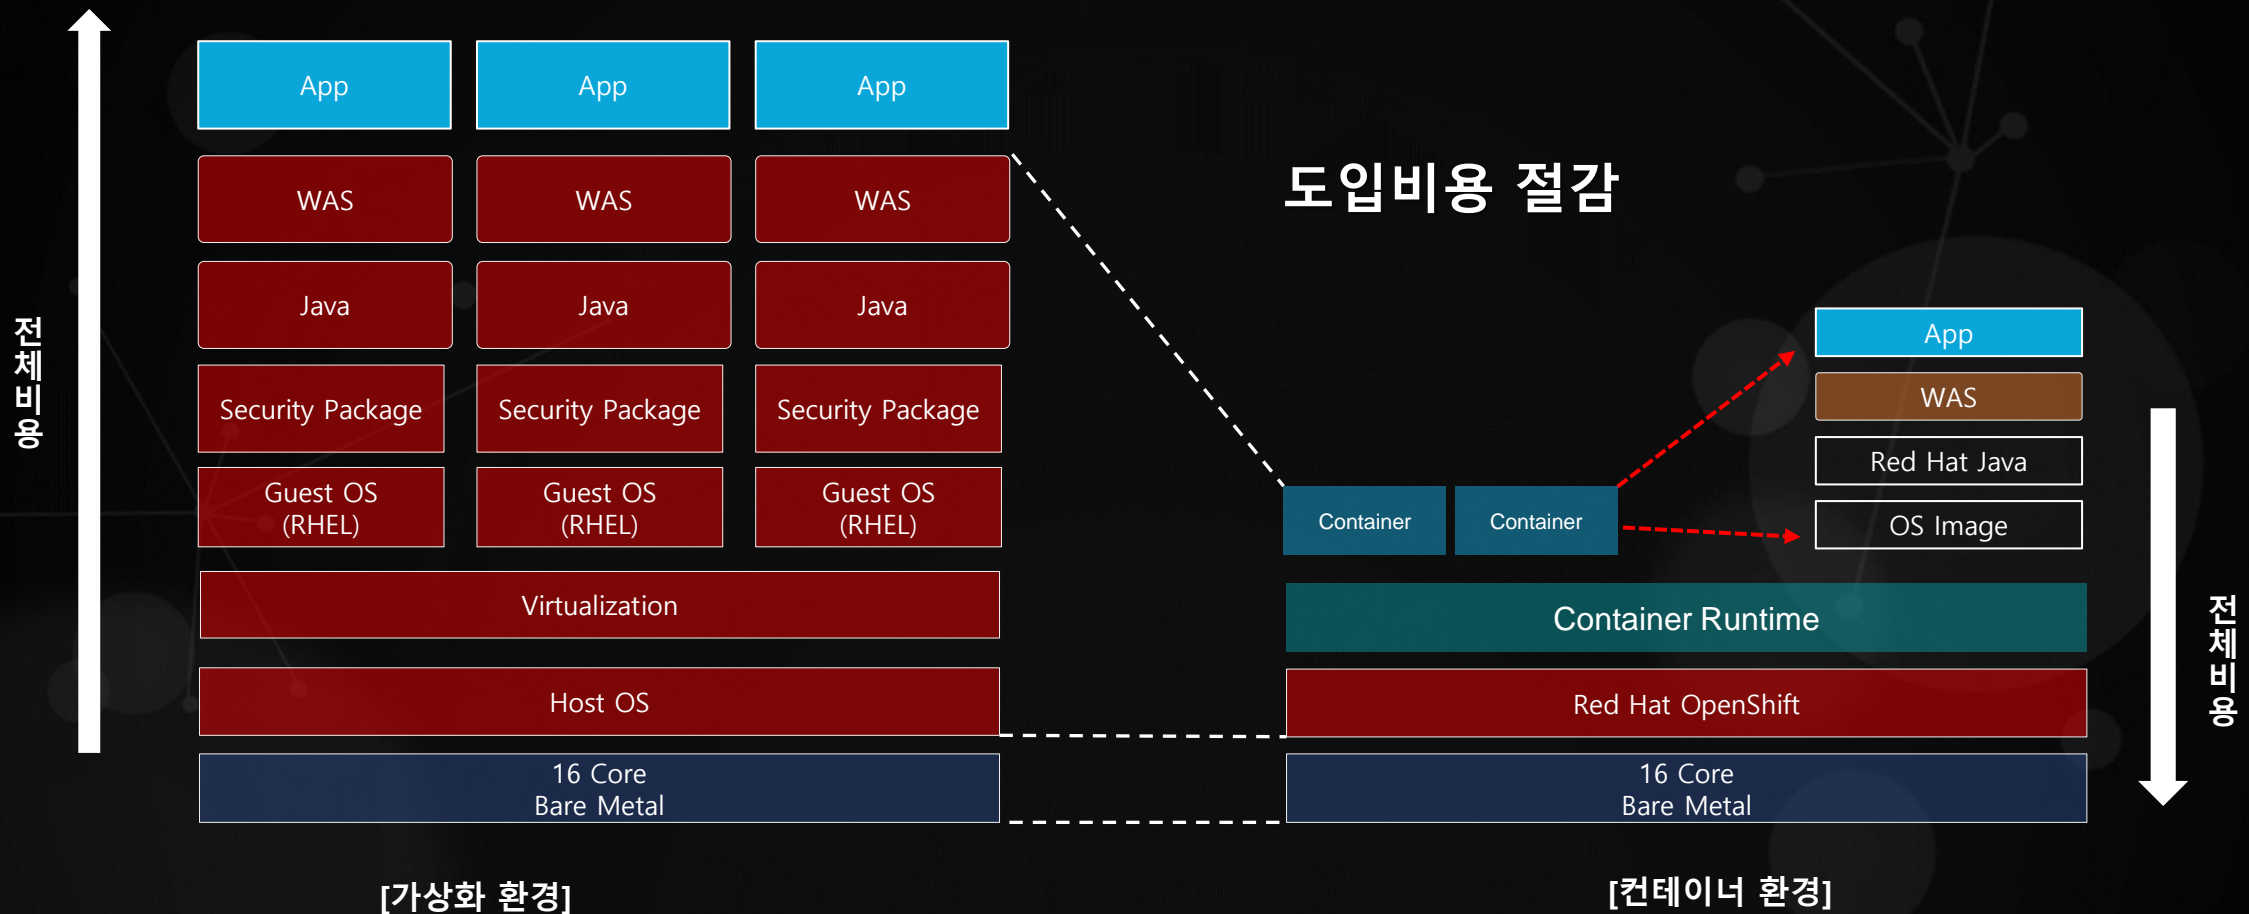 App
App
App
WAS
WAS
WAS
Java
Java
Java
Security Package
Security Package
Security Package
Guest OS
(RHEL)
Guest OS
(RHEL)
Guest OS
(RHEL)
Virtualization
Host OS
16 Core
Bare Metal
전체비용
[가상화 환경]
도입비용 절감
App
WAS
Red Hat Java
OS Image
Container
Container
Container Runtime
Red Hat OpenShift
16 Core
Bare Metal
전체비용
[컨테이너 환경]